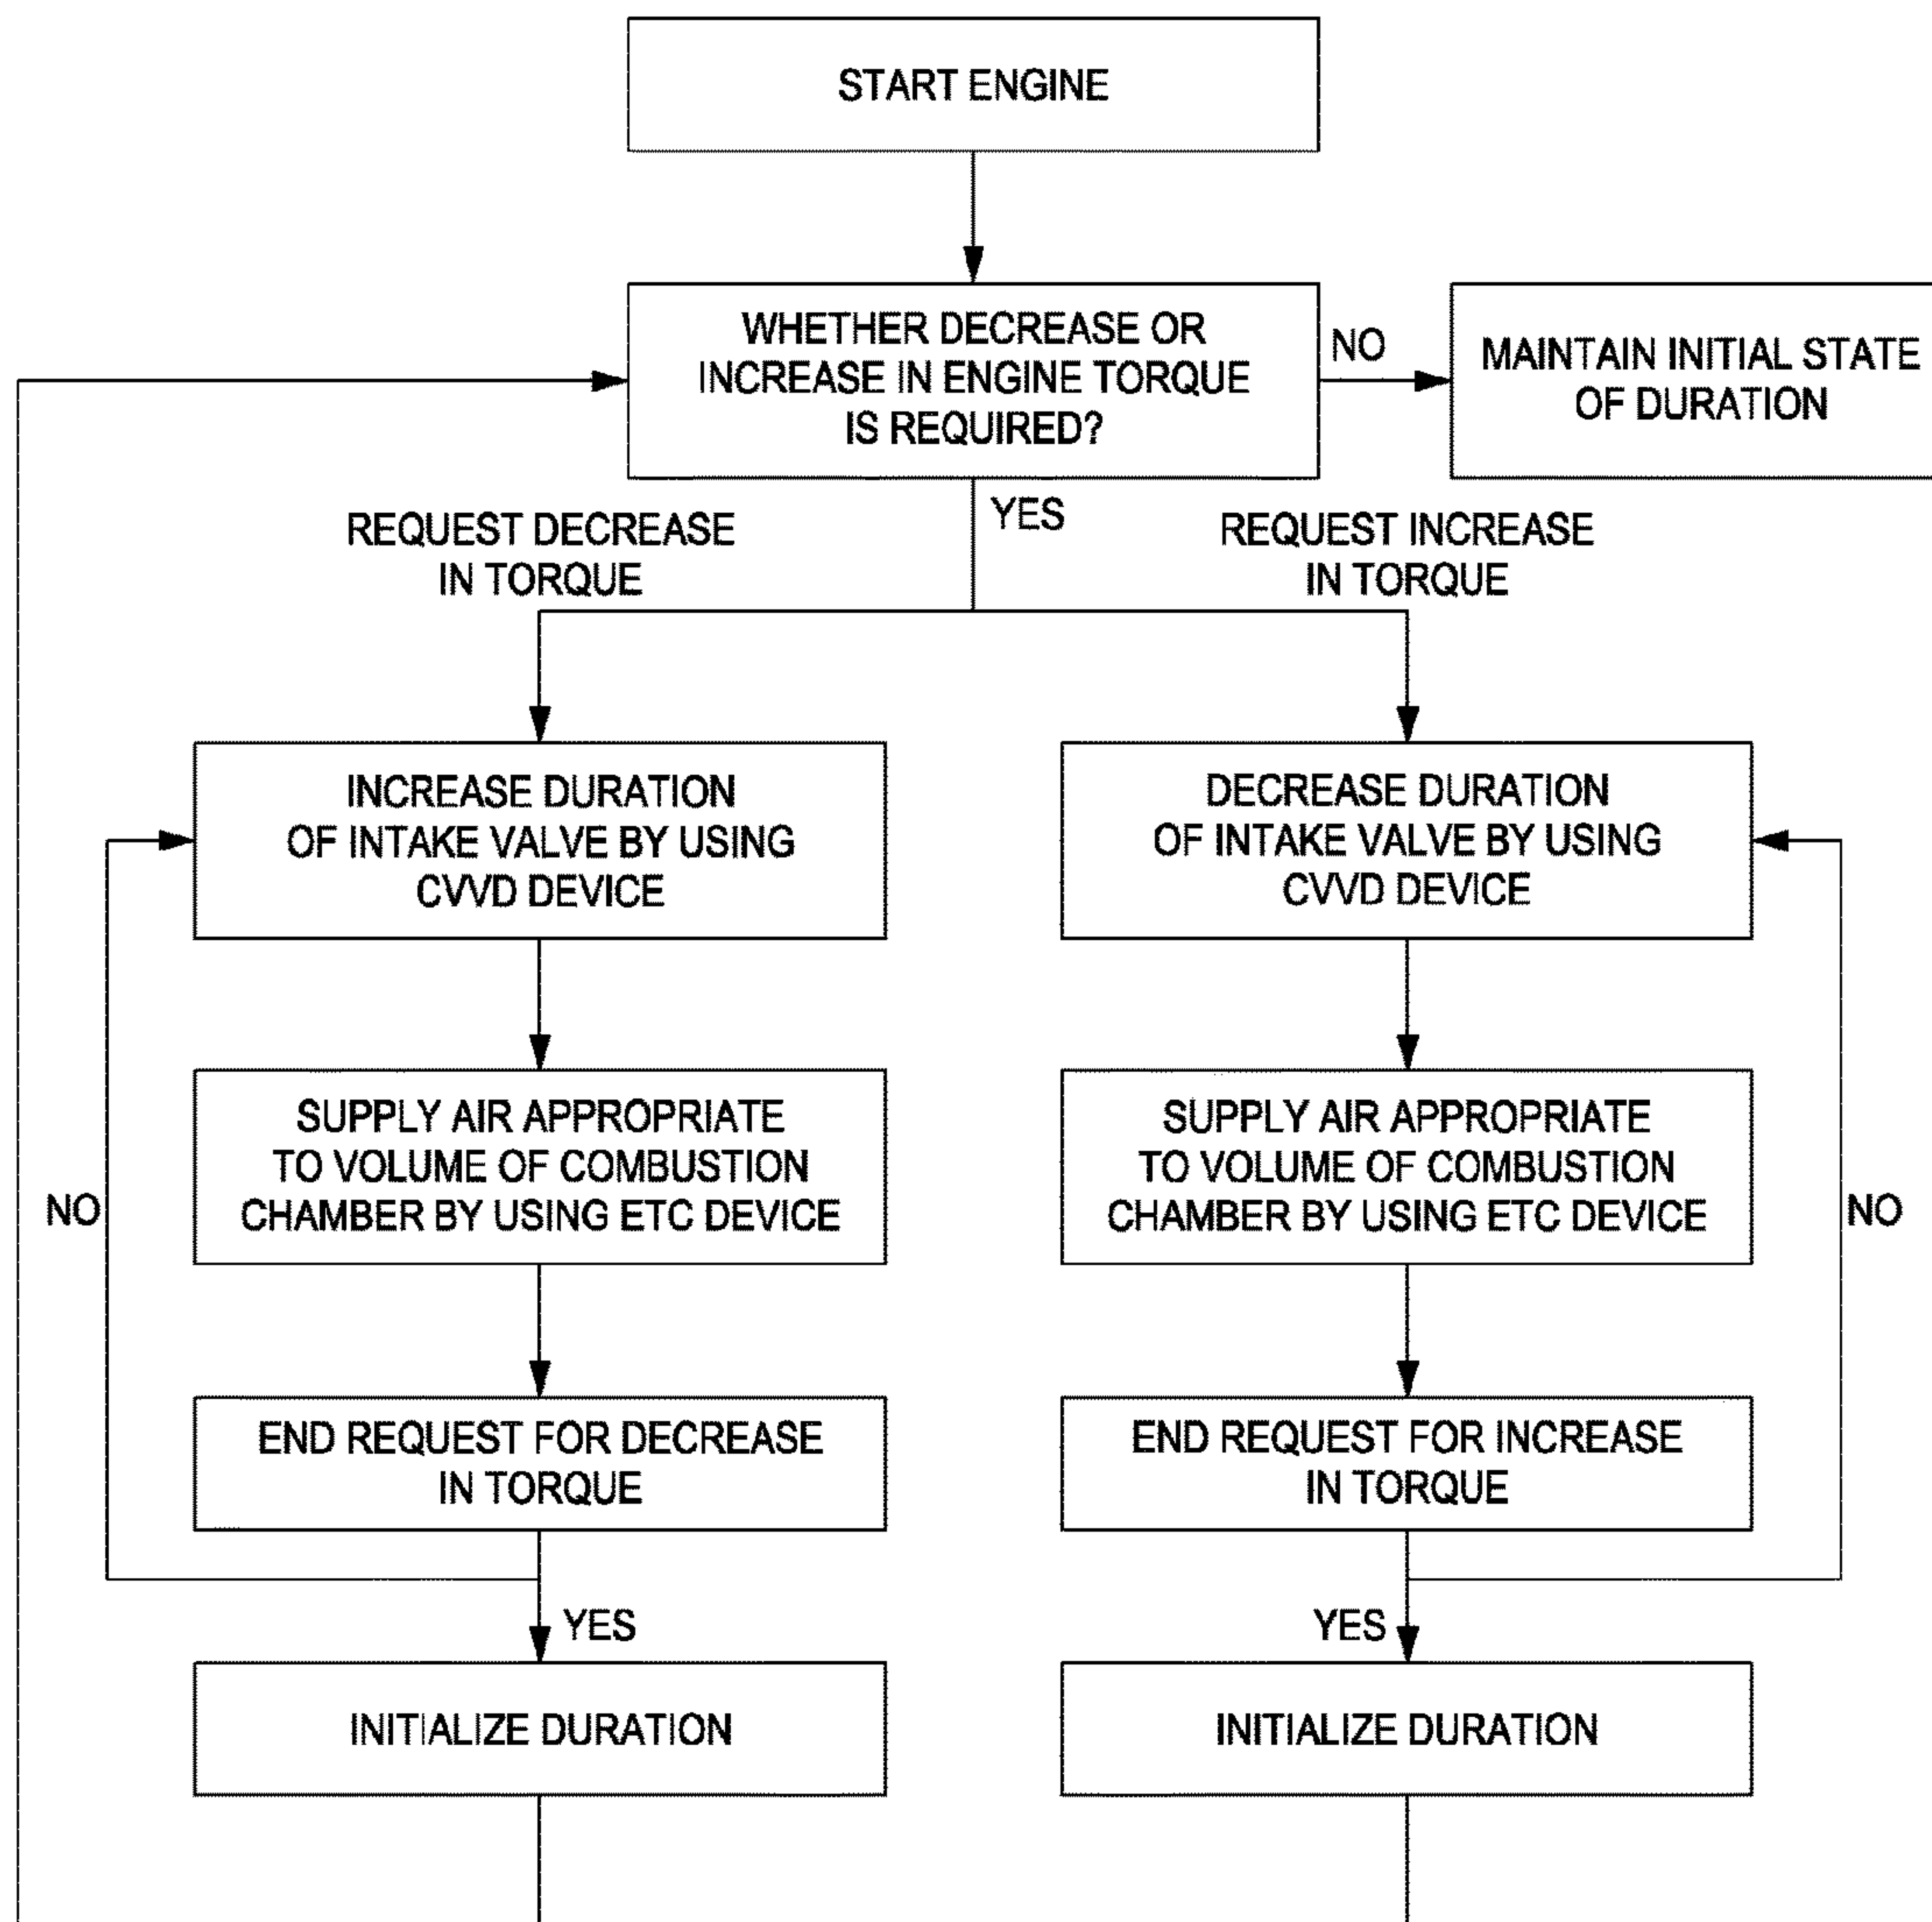 START ENGINE
WHETHER DECREASE OR
INCREASE IN ENGINE TORQUE
IS REQUIRED?
NO
MAINTAIN INITIAL STATE
OF DURATION
YES
REQUEST DECREASE
IN TORQUE
REQUEST INCREASE
IN TORQUE
INCREASE DURATION
OF INTAKE VALVE BY USING
CVVD DEVICE
DECREASE DURATION
OF INTAKE VALVE BY USING
CVVD DEVICE
SUPPLY AIR APPROPRIATE
TO VOLUME OF COMBUSTION
CHAMBER BY USING ETC DEVICE
SUPPLY AIR APPROPRIATE
TO VOLUME OF COMBUSTION
CHAMBER BY USING ETC DEVICE
NO
NO
END REQUEST FOR DECREASE
IN TORQUE
END REQUEST FOR INCREASE
IN TORQUE
YES
YES
INITIALIZE DURATION
INITIALIZE DURATION